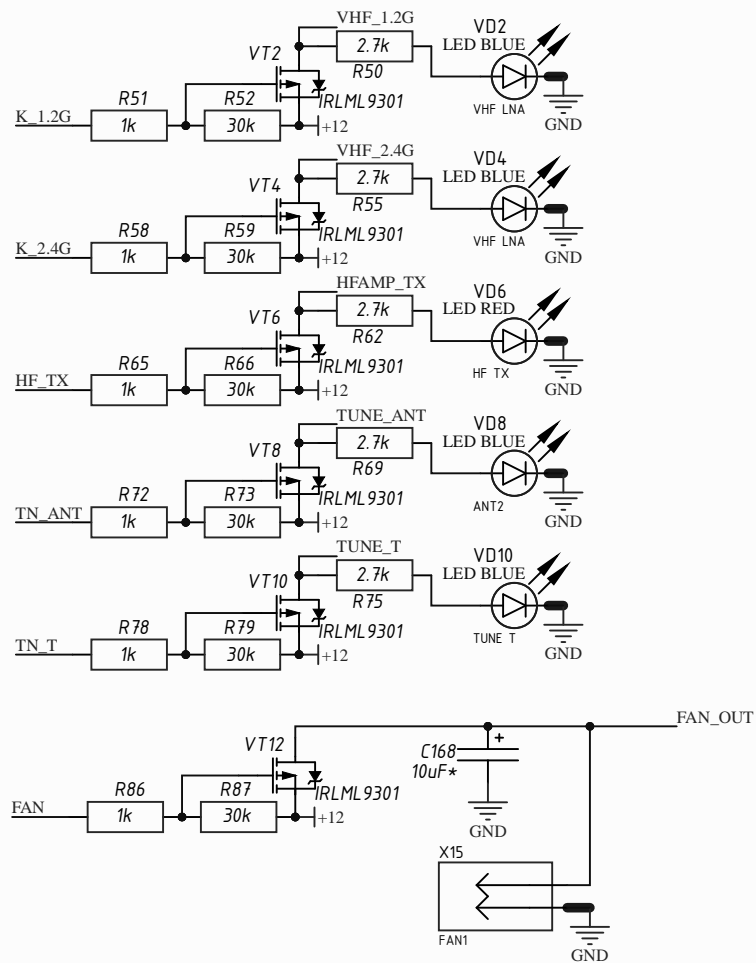 VHF_1.2G
VD2
LED BLUE
VT2
2.7k
R50
R51
R52
IRLML9301
VHF LNA
K_1.2G
1k
30k
+12
GND
VHF_2.4G
VD4
LED BLUE
VT4
2.7k
R55
R58
R59
IRLML9301
VHF LNA
K_2.4G
1k
30k
+12
GND
HFAMP_TX
VD6
LED RED
VT6
2.7k
R62
R65
R66
IRLML9301
HF TX
HF_TX
1k
30k
+12
GND
TUNE_ANT
VD8
LED BLUE
VT8
2.7k
R69
R72
R73
IRLML9301
ANT2
TN_ANT
1k
30k
+12
GND
TUNE_T
VD10
LED BLUE
VT10
2.7k
R75
R78
R79
IRLML9301
TUNE T
TN_T
1k
30k
+12
GND
FAN_OUT
VT12
+
C168
10uF*
R86
R87
IRLML9301
FAN
1k
30k
+12
GND
X15
FAN1
GND